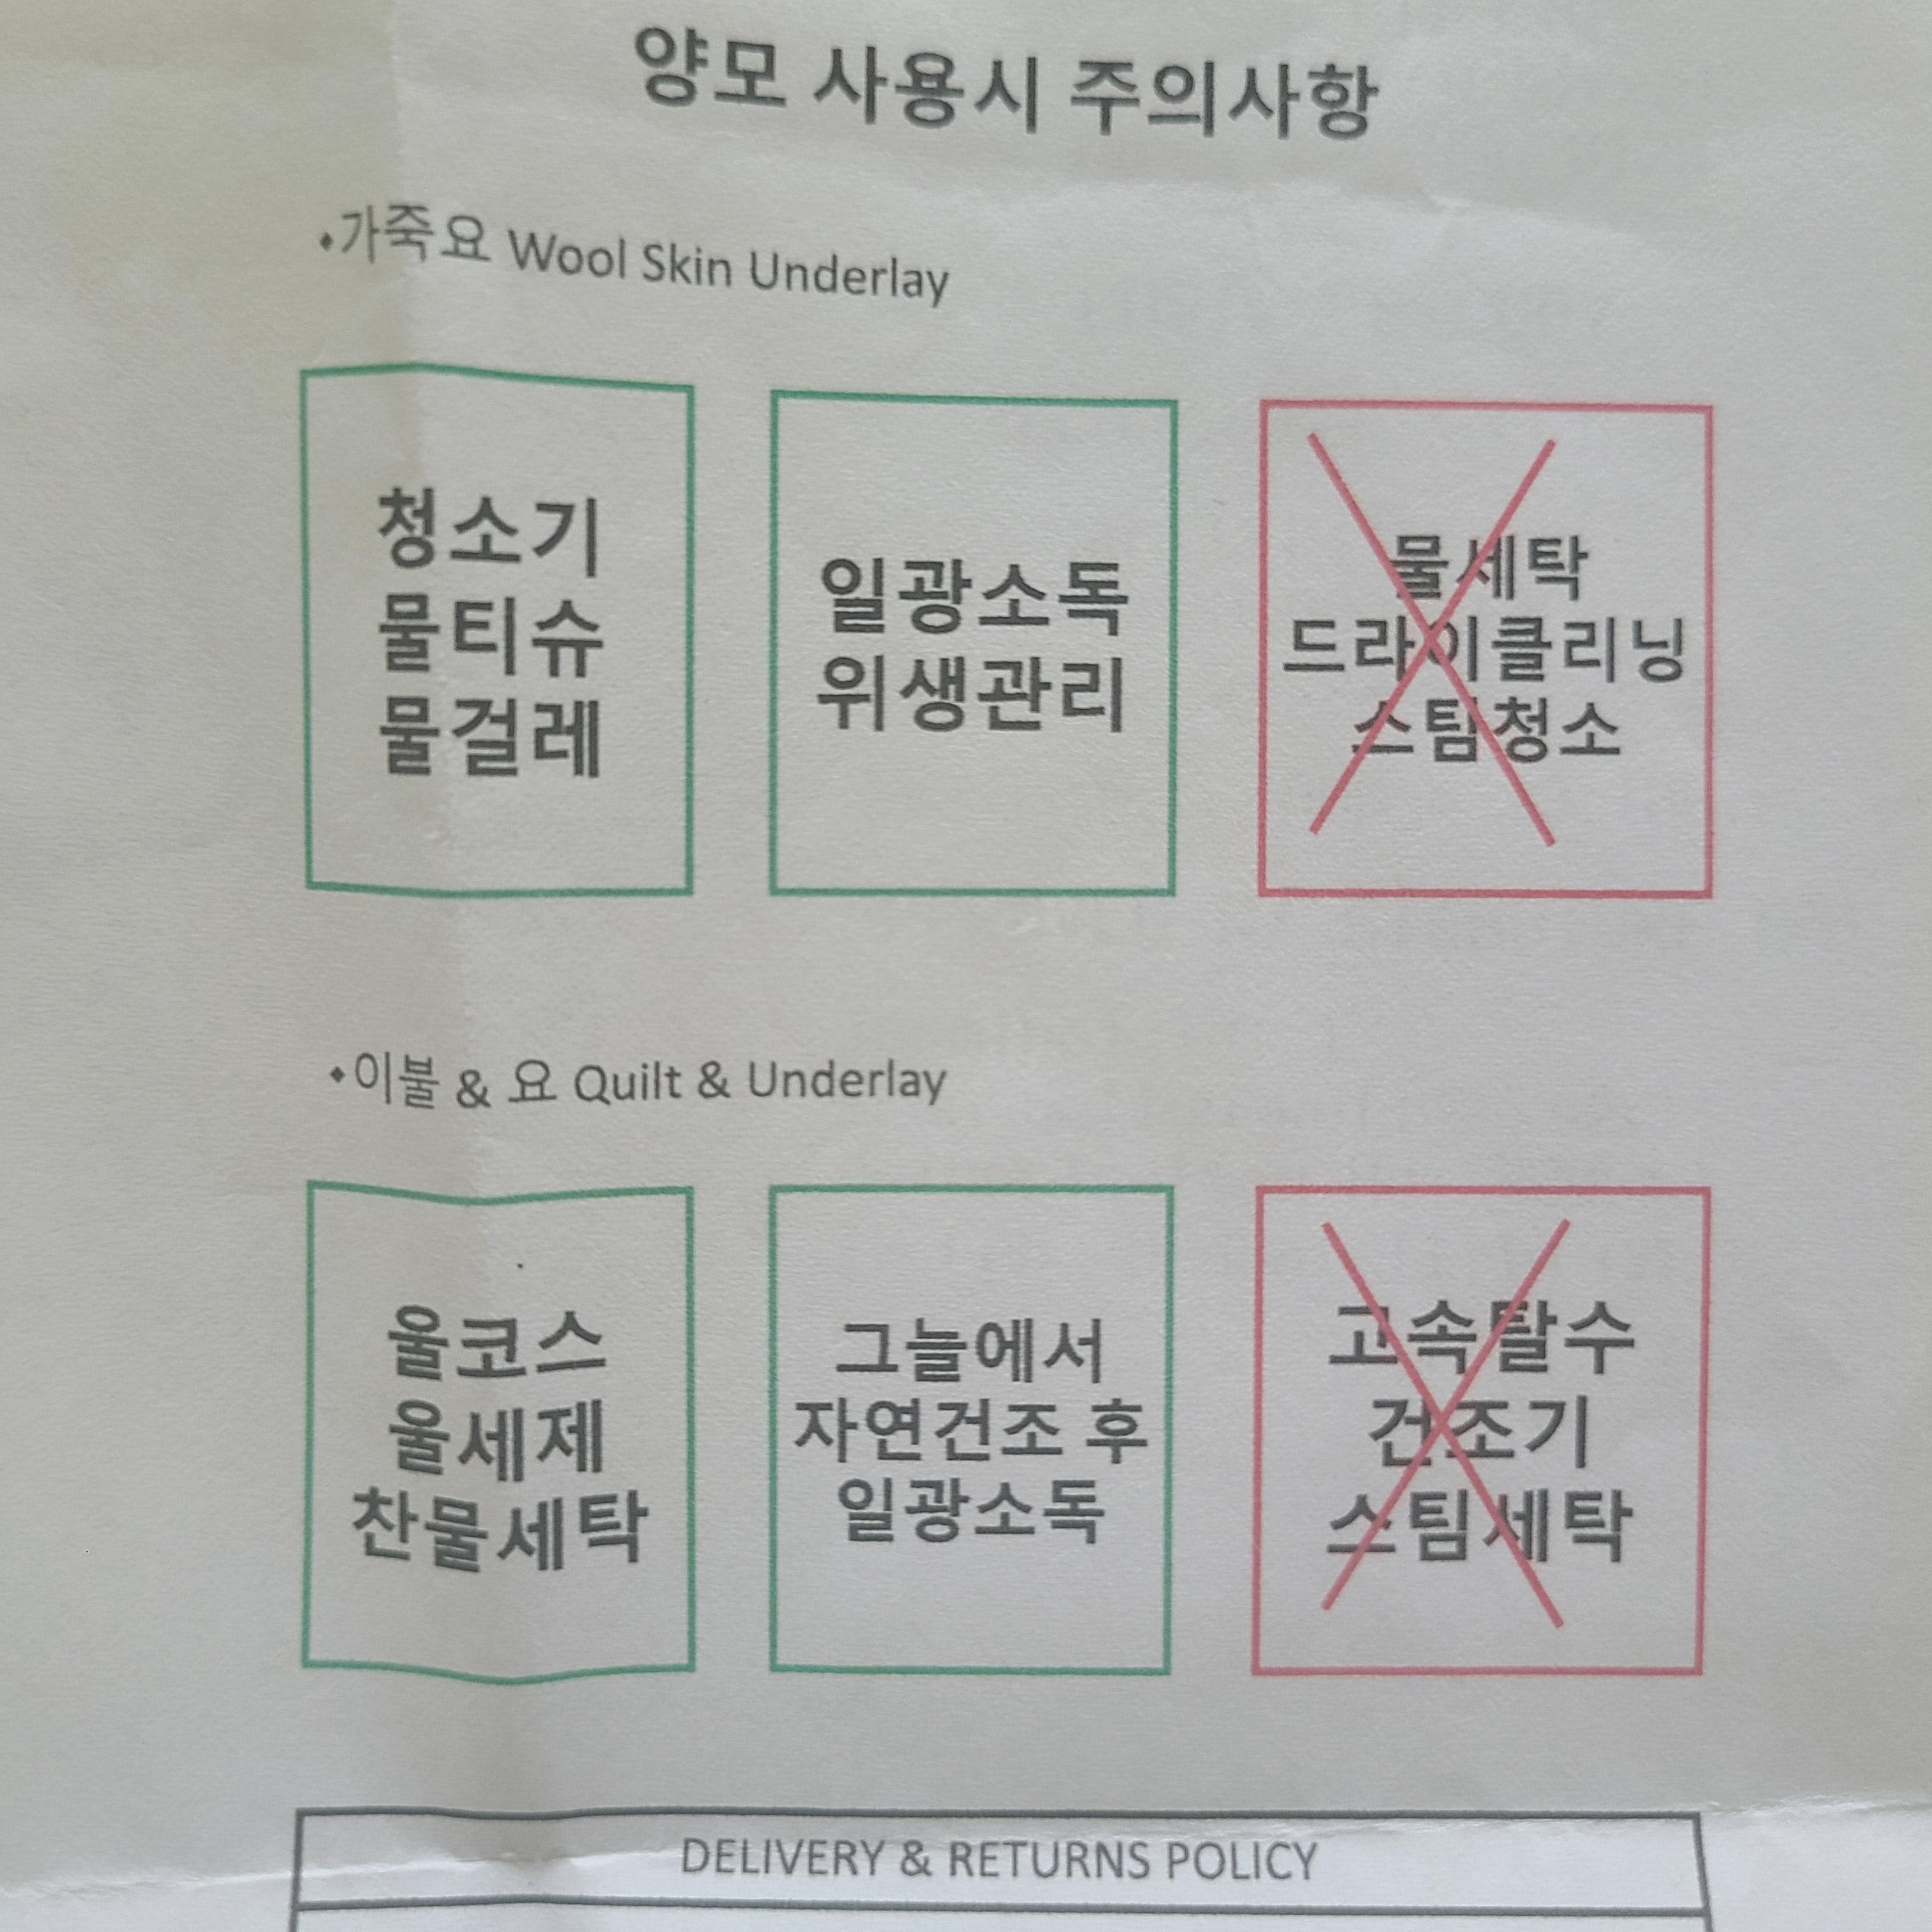 양모 사용시 주의사항
•가죽요 Wool Skin Underlay
청소기
물티슈
물걸레
일광소독
위생관리
물세탁
드라이클리닝
스팀청소
•이불 & 요 Quilt & Underlay
울코스
울세제
찬물세탁
그늘에서
자연건조 후
일광소독
고속탈수
건조기
스팀세탁
DELIVERY & RETURNS POLICY